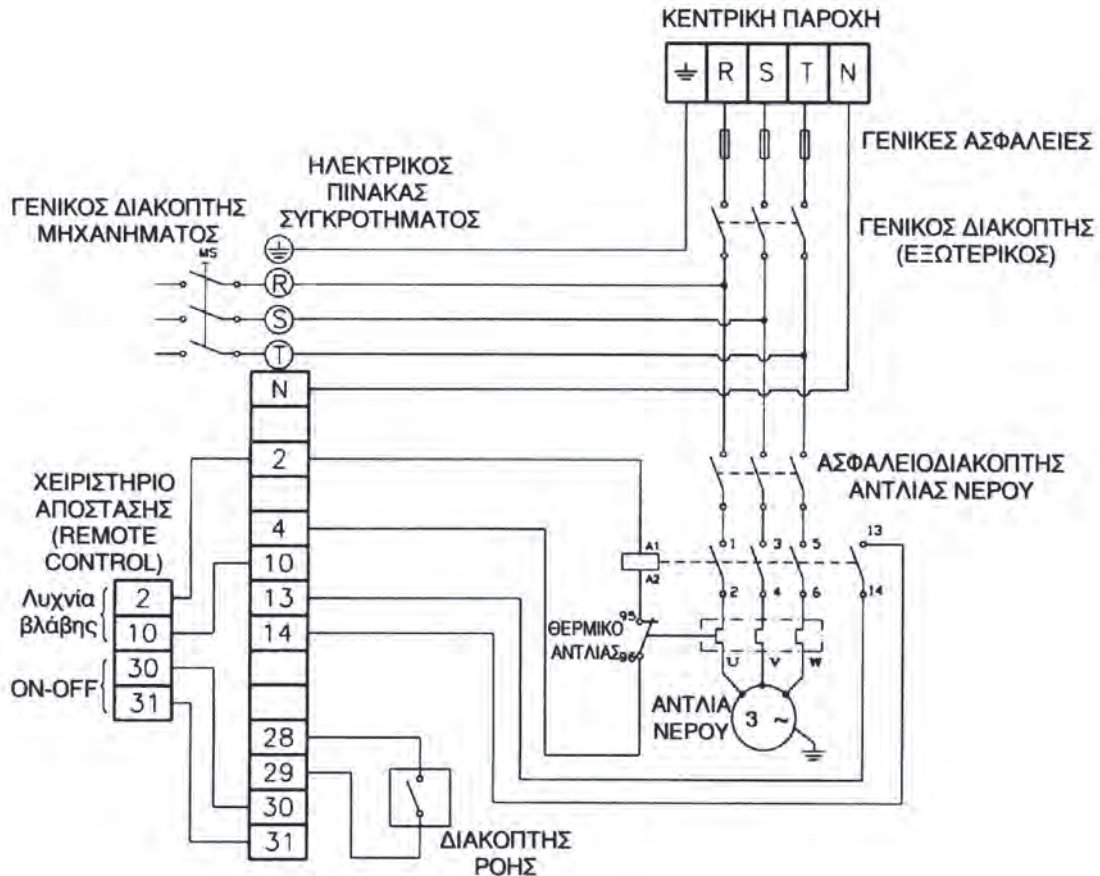 ΚΕΝΤΡΙΚΗ ΠΑΡΟΧΗ
R S T N
ΓΕΝΙΚΕΣ ΑΣΦΑΛΕΙΕΣ
ΓΕΝΙΚΟΣ ΔΙΑΚΟΠΤΗΣ
(ΕΞΩΤΕΡΙΚΟΣ)
ΗΛΕΚΤΡΙΚΟΣ
ΠΙΝΑΚΑΣ
ΣΥΓΚΡΟΤΗΜΑΤΟΣ
ΓΕΝΙΚΟΣ ΔΙΑΚΟΠΤΗΣ
ΜΗΧΑΝΗΜΑΤΟΣ
MS
R
S
T
N
2
4
10
13
14
28
29
30
31
ΧΕΙΡΙΣΤΗΡΙΟ
ΑΠΟΣΤΑΣΗΣ
(REMOTE
CONTROL)
Λυχνία
βλάβης
2
10
ON-OFF
30
31
ΑΣΦΑΛΕΙΟΔΙΑΚΟΠΤΗΣ
ΑΝΤΛΙΑΣ ΝΕΡΟΥ
A1
A2
1 3 5 13
2 4 6 14
95
ΘΕΡΜΙΚΟ
ΑΝΤΛΙΑΣ
96
U V W
ΑΝΤΛΙΑ
ΝΕΡΟΥ
3 ~
ΔΙΑΚΟΠΤΗΣ
ΡΟΗΣ